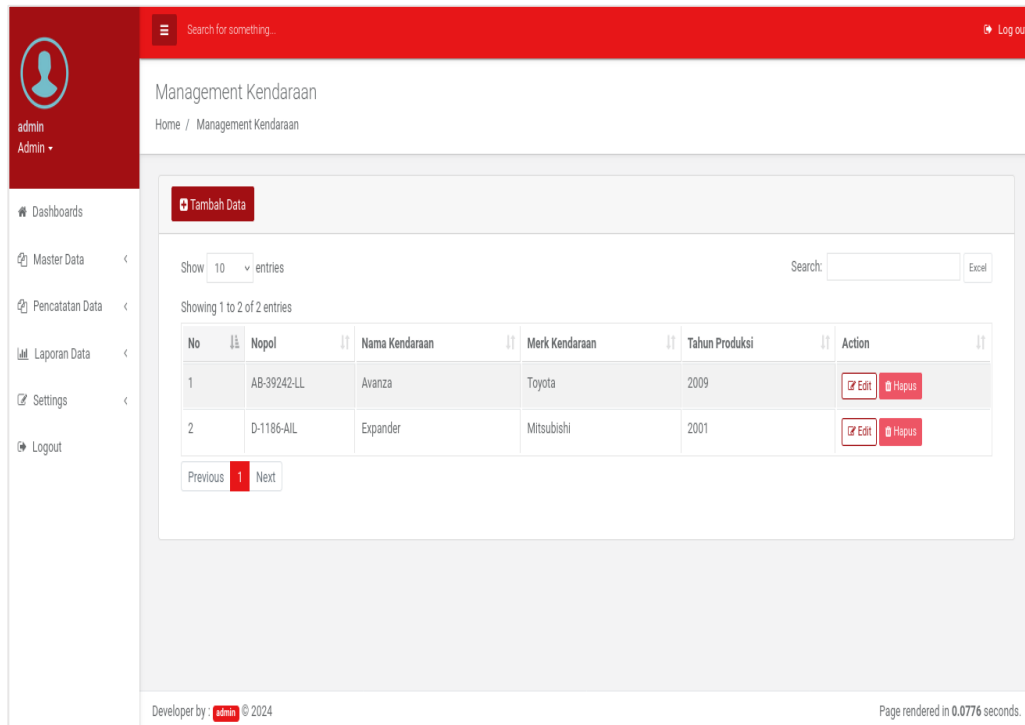 Search for something...
Log ou
admin
Admin
Management Kendaraan
Home / Management Kendaraan
Dashboards
Master Data
Pencatatan Data
Laporan Data
Settings
Logout
Tambah Data
Show 10 entries
Search:
Excel
Showing 1 to 2 of 2 entries
No Nopol Nama Kendaraan Merk Kendaraan Tahun Produksi Action
1 AB-39242-LL Avanza Toyota 2009 Edit Hapus
2 D-1186-AIL Expander Mitsubishi 2001 Edit Hapus
Previous 1 Next
Developer by : admin © 2024
Page rendered in 0.0776 seconds.